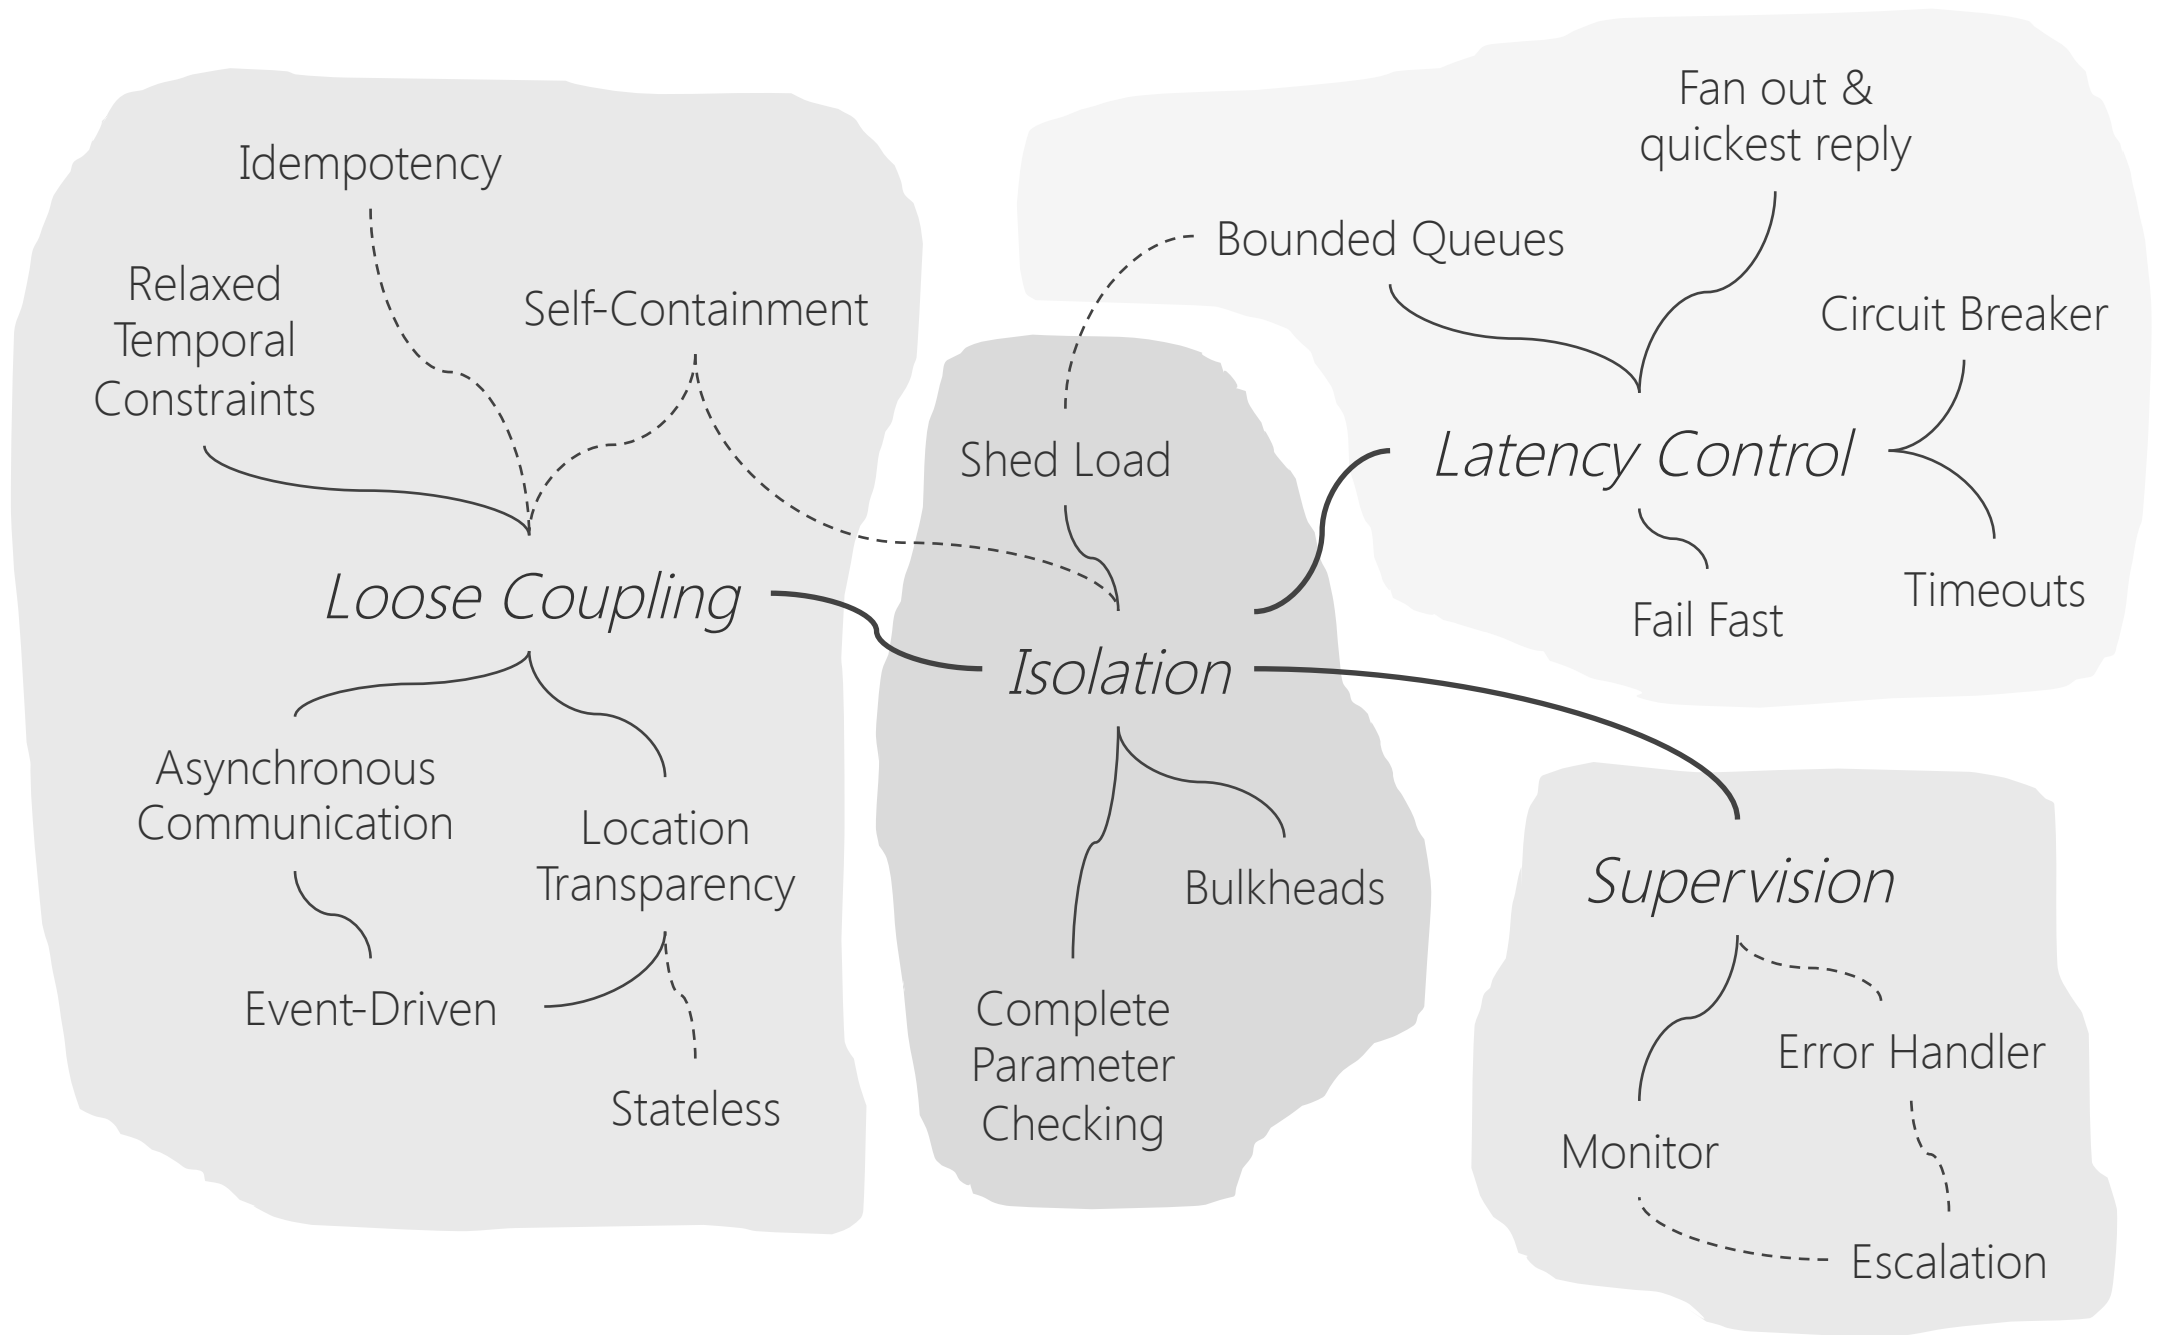 Idempotency
Relaxed
Temporal
Constraints
Self-Containment
Loose Coupling
Asynchronous
Communication
Location
Transparency
Event-Driven
Stateless
Shed Load
Isolation
Bulkheads
Complete
Parameter
Checking
Fan out &
quickest reply
Bounded Queues
Circuit Breaker
Latency Control
Timeouts
Fail Fast
Supervision
Error Handler
Monitor
Escalation